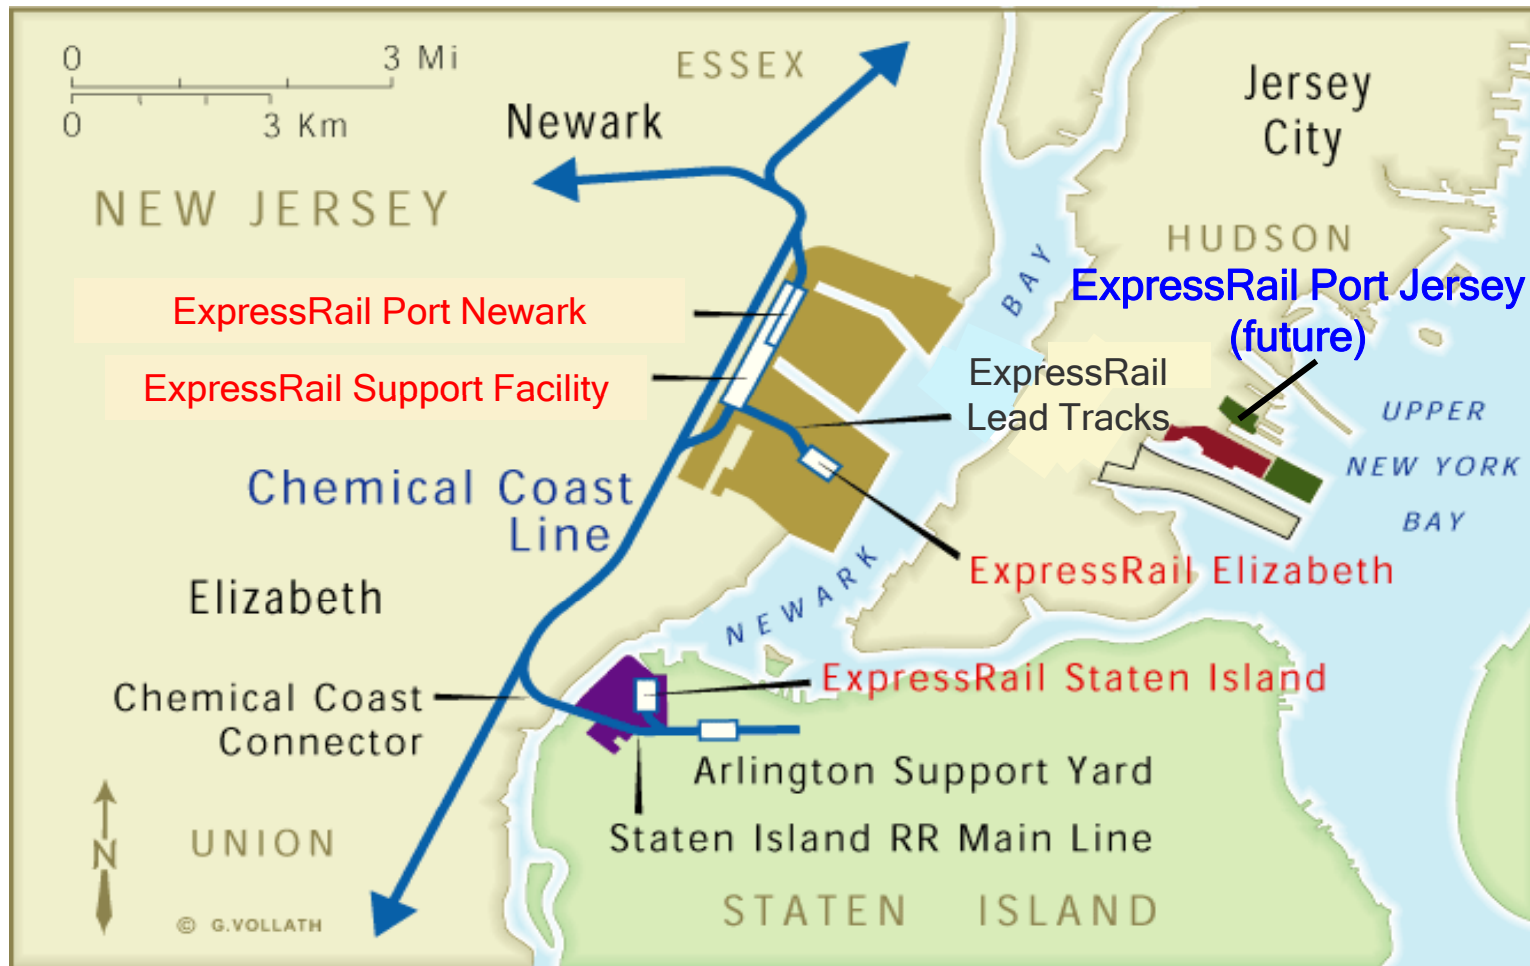 0 3 Mi
0 3 Km
ESSEX
Newark
Jersey
City
NEW JERSEY
HUDSON
BAY
ExpressRail Port Jersey
(future)
ExpressRail Port Newark
ExpressRail Support Facility
ExpressRail
Lead Tracks
UPPER
NEW YORK
BAY
Chemical Coast
Line
ExpressRail Elizabeth
NEWARK
Elizabeth
ExpressRail Staten Island
Chemical Coast
Connector
Arlington Support Yard
Staten Island RR Main Line
N
UNION
STATEN ISLAND
© G.VOLLATH